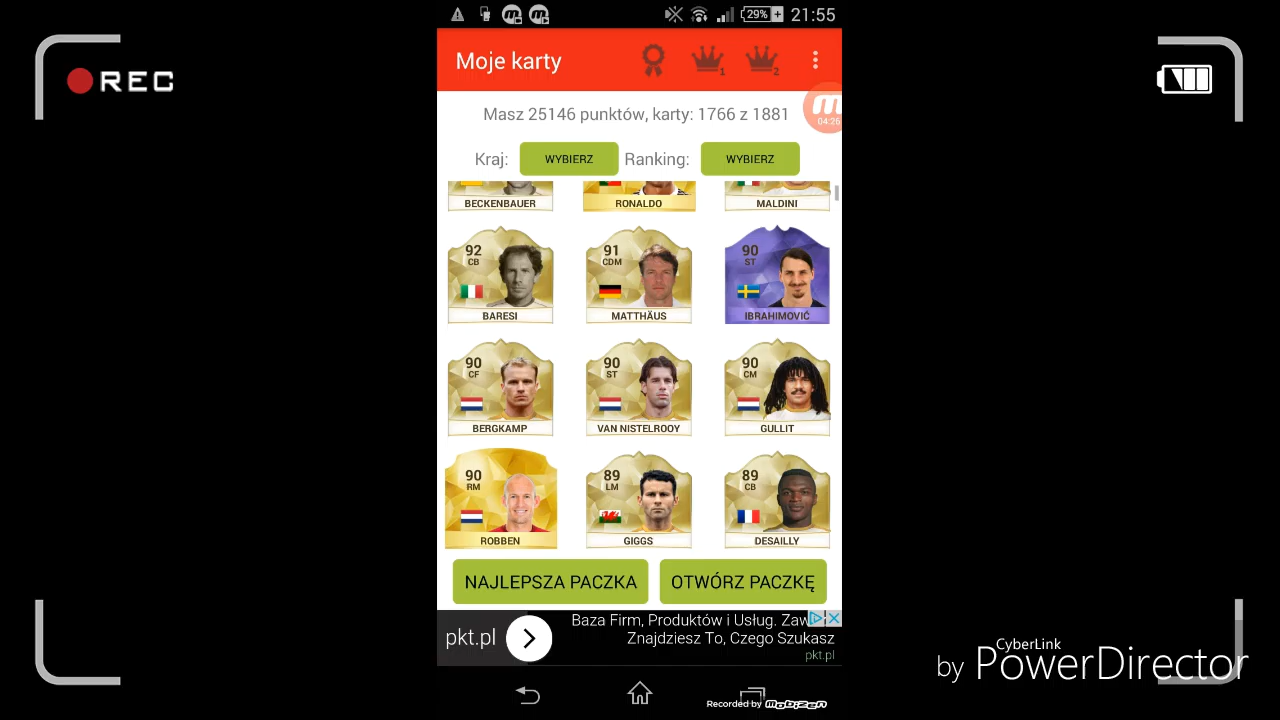 29%
21:55
REC
Moje karty
1
2
04:26
Masz 25146 punktów, karty: 1766 z 1881
Kraj: WYBIERZ Ranking: WYBIERZ
BECKENBAUER RONALDO MALDINI
92 CB BARESI
91 CDM MATTHÄUS
90 ST IBRAHIMOVIĆ
90 CF BERGKAMP
90 ST VAN NISTELROOY
90 CM GULLIT
90 RM ROBBEN
89 LM GIGGS
89 CB DESAILLY
NAJLEPSZA PACZKA OTWÓRZ PACZKĘ
pkt.pl
Baza Firm, Produktów i Usług. Zaw
Znajdziesz To, Czego Szukasz
pkt.pl
Recorded by mobizen
CyberLink
by PowerDirector